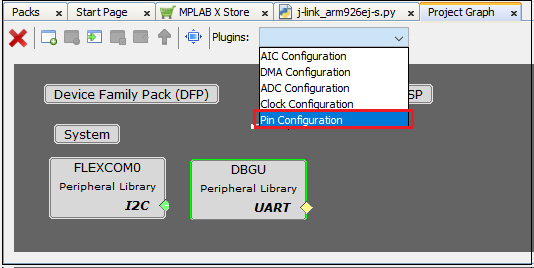 Packs
Start Page
MPLAB X Store
j-link_arm926ej-s.py
Project Graph
Plugins:
AIC Configuration
DMA Configuration
ADC Configuration
Clock Configuration
Pin Configuration
Device Family Pack (DFP)
SP
System
FLEXCOM0
Peripheral Library
I2C
DBGU
Peripheral Library
UART